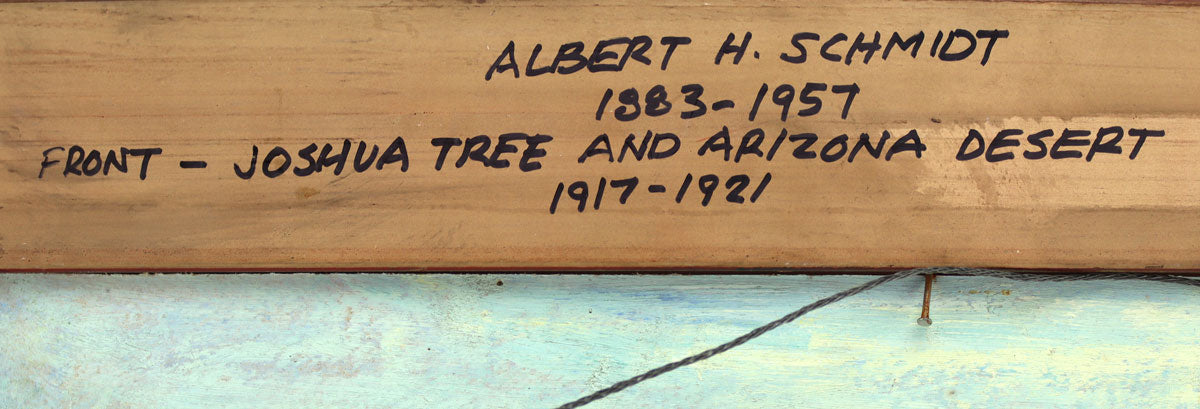 ALBERT H. SCHMIDT
1883-1957
FRONT - JOSHUA TREE AND ARIZONA DESERT
1917-1921